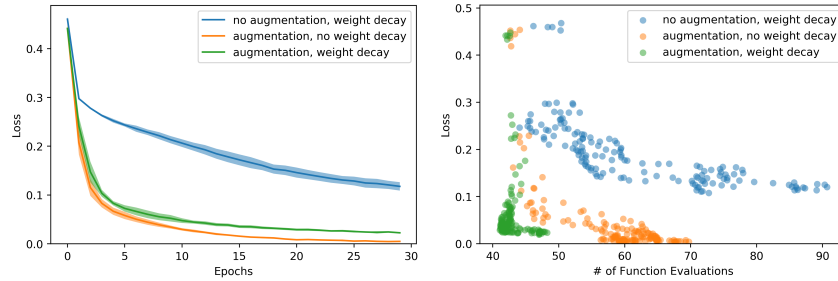 no augmentation, weight decay
augmentation, no weight decay
augmentation, weight decay
Loss
0.4
0.3
0.2
0.1
0.0
0
5
10
15
20
25
30
Epochs
no augmentation, weight decay
augmentation, no weight decay
augmentation, weight decay
Loss
0.5
0.4
0.3
0.2
0.1
0.0
40
50
60
70
80
90
# of Function Evaluations